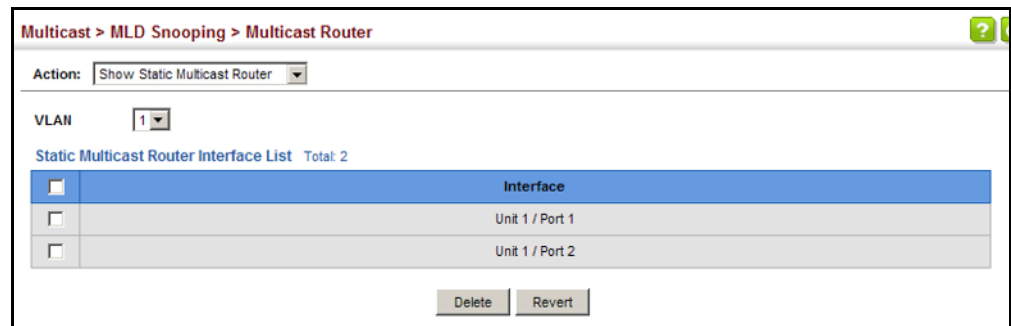 Multicast > MLD Snooping > Multicast Router
?
Action: Show Static Multicast Router
VLAN 1
Static Multicast Router Interface List Total: 2
Interface
Unit 1 / Port 1
Unit 1 / Port 2
Delete Revert